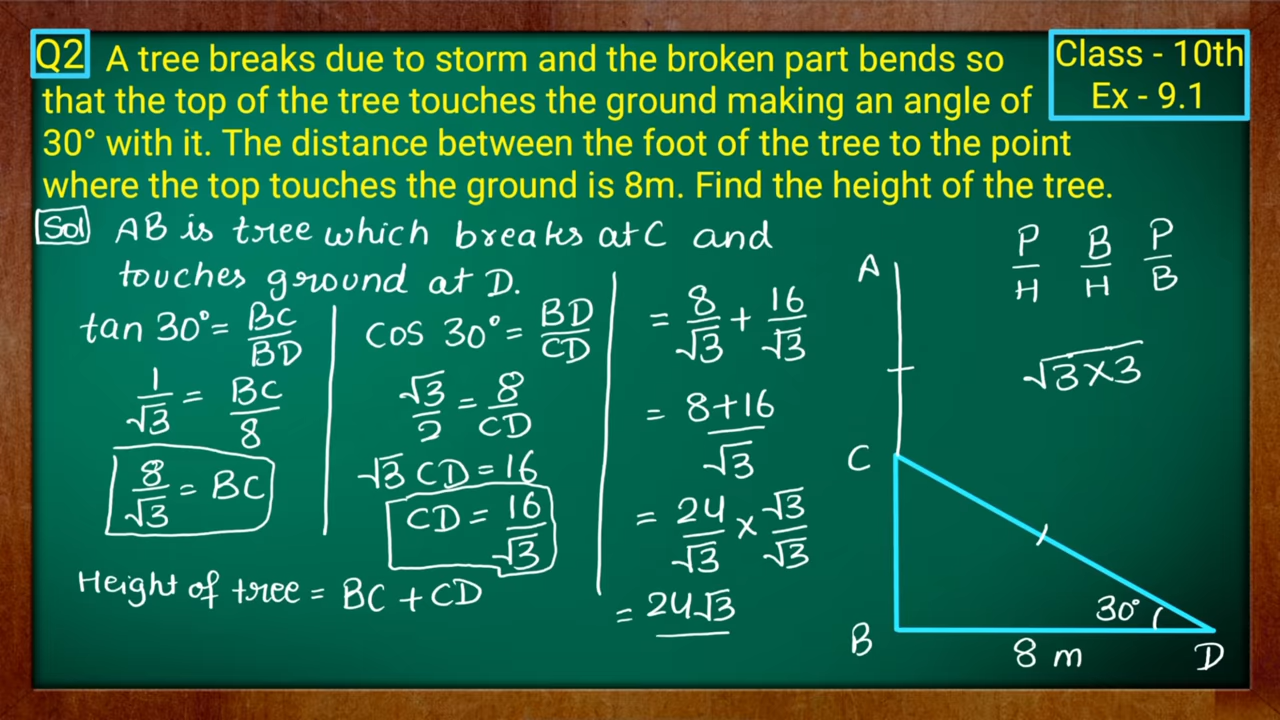 Q2 A tree breaks due to storm and the broken part bends so
that the top of the tree touches the ground making an angle of
30° with it. The distance between the foot of the tree to the point
where the top touches the ground is 8m. Find the height of the tree.
Class - 10th
Ex - 9.1
Sol AB is tree which breaks at C and
touches ground at D.
tan 30° = BC/BD
1/√3 = BC/8
8/√3 = BC
cos 30° = BD/CD
√3/2 = 8/CD
√3 CD = 16
CD = 16/√3
Height of tree = BC + CD
= 8/√3 + 16/√3
= 8+16/√3
= 24/√3 × √3/√3
= 24√3
P/H B/H P/B
√3×3
A
C
B
30°
8 m
D